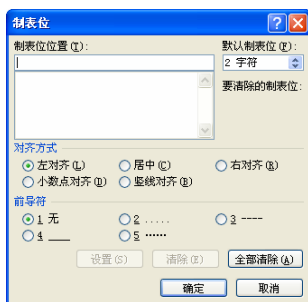 制表位
制表位位置(T): 默认制表位(F):
2 字符
要清除的制表位:
对齐方式
左对齐(L) 居中(C) 右对齐(R)
小数点对齐(D) 竖线对齐(B)
前导符
1 无 2 ..... 3 ----
4 ___ 5 ······
设置(S) 清除(E) 全部清除(A)
确定 取消